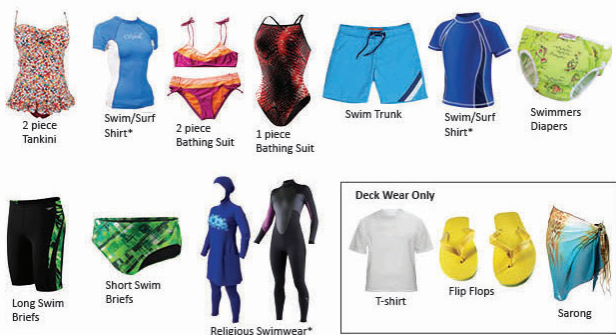 2 piece
Tankini
Swim/Surf
Shirt*
2 piece
Bathing Suit
1 piece
Bathing Suit
Swim Trunk
Swim/Surf
Shirt*
Swimmers
Diapers
Long Swim
Briefs
Short Swim
Briefs
Religious Swimwear*
Deck Wear Only
T-shirt
Flip Flops
Sarong